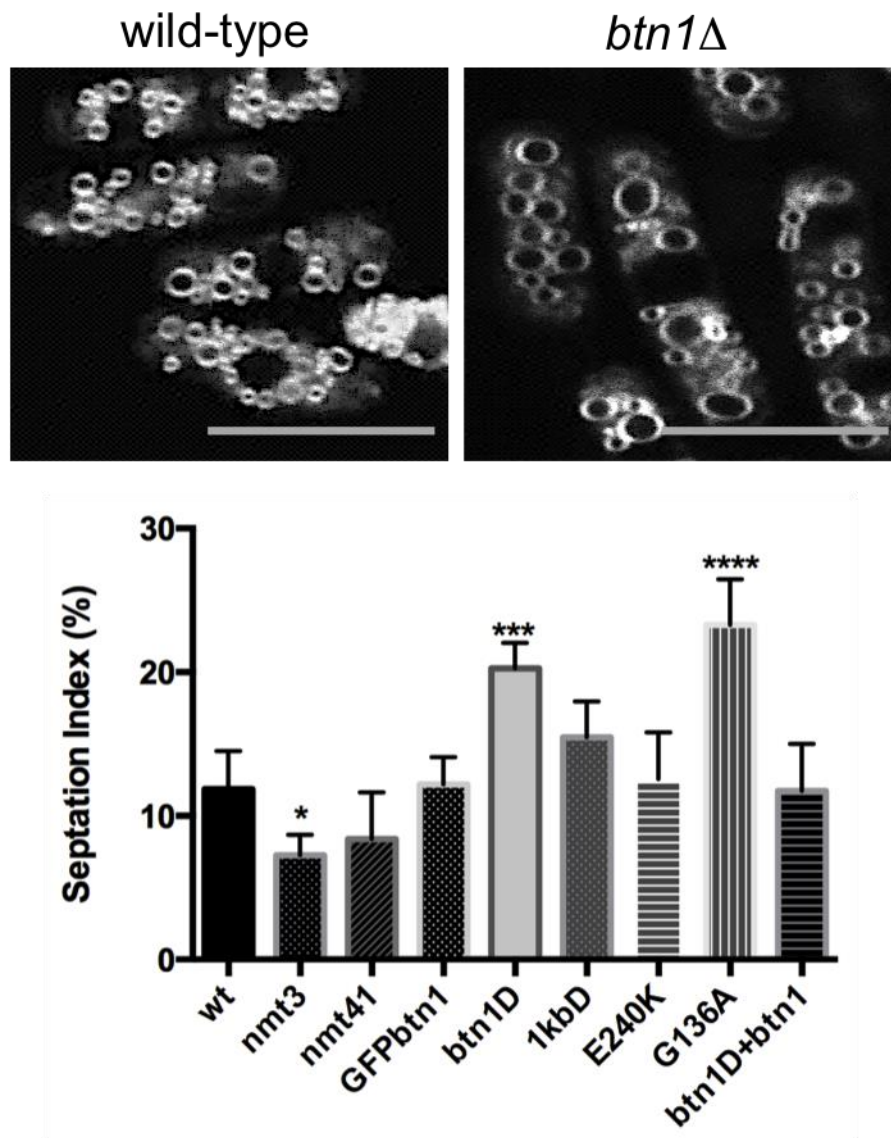 wild-type btn1Δ
30
***
****
20
*
10
0
Septation Index (%)
wt
nmt3
nmt41
GFPbtn1
btn1D
1kbD
E240K
G136A
btn1D+btn1